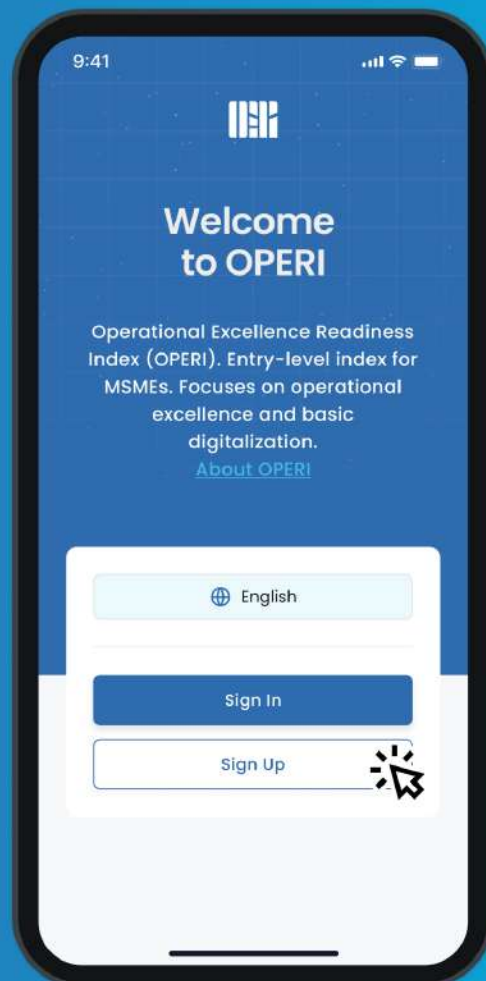 9:41
Welcome
to OPERI
Operational Excellence Readiness
Index (OPERI). Entry-level index for
MSMEs. Focuses on operational
excellence and basic
digitalization.
About OPERI
English
Sign In
Sign Up